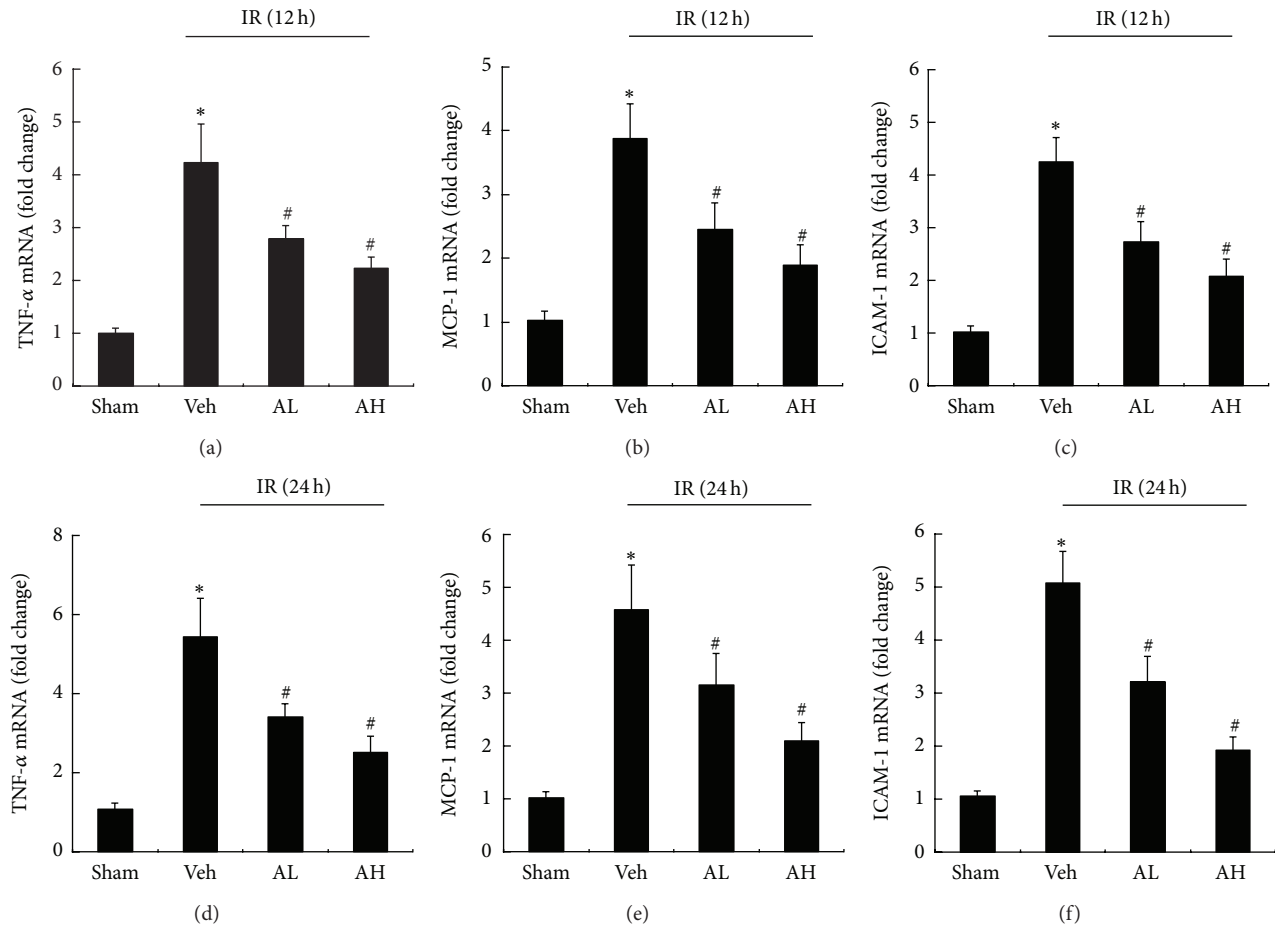 IR (12 h)
TNF-α mRNA (fold change)
6
5
4
3
2
1
0
*
#
#
Sham Veh AL AH
(a)
IR (12 h)
MCP-1 mRNA (fold change)
5
4
3
2
1
0
*
#
#
Sham Veh AL AH
(b)
IR (12 h)
ICAM-1 mRNA (fold change)
6
5
4
3
2
1
0
*
#
#
Sham Veh AL AH
(c)
IR (24 h)
TNF-α mRNA (fold change)
8
6
4
2
0
*
#
#
Sham Veh AL AH
(d)
IR (24 h)
MCP-1 mRNA (fold change)
6
5
4
3
2
1
0
*
#
#
Sham Veh AL AH
(e)
IR (24 h)
ICAM-1 mRNA (fold change)
6
5
4
3
2
1
0
*
#
#
Sham Veh AL AH
(f)